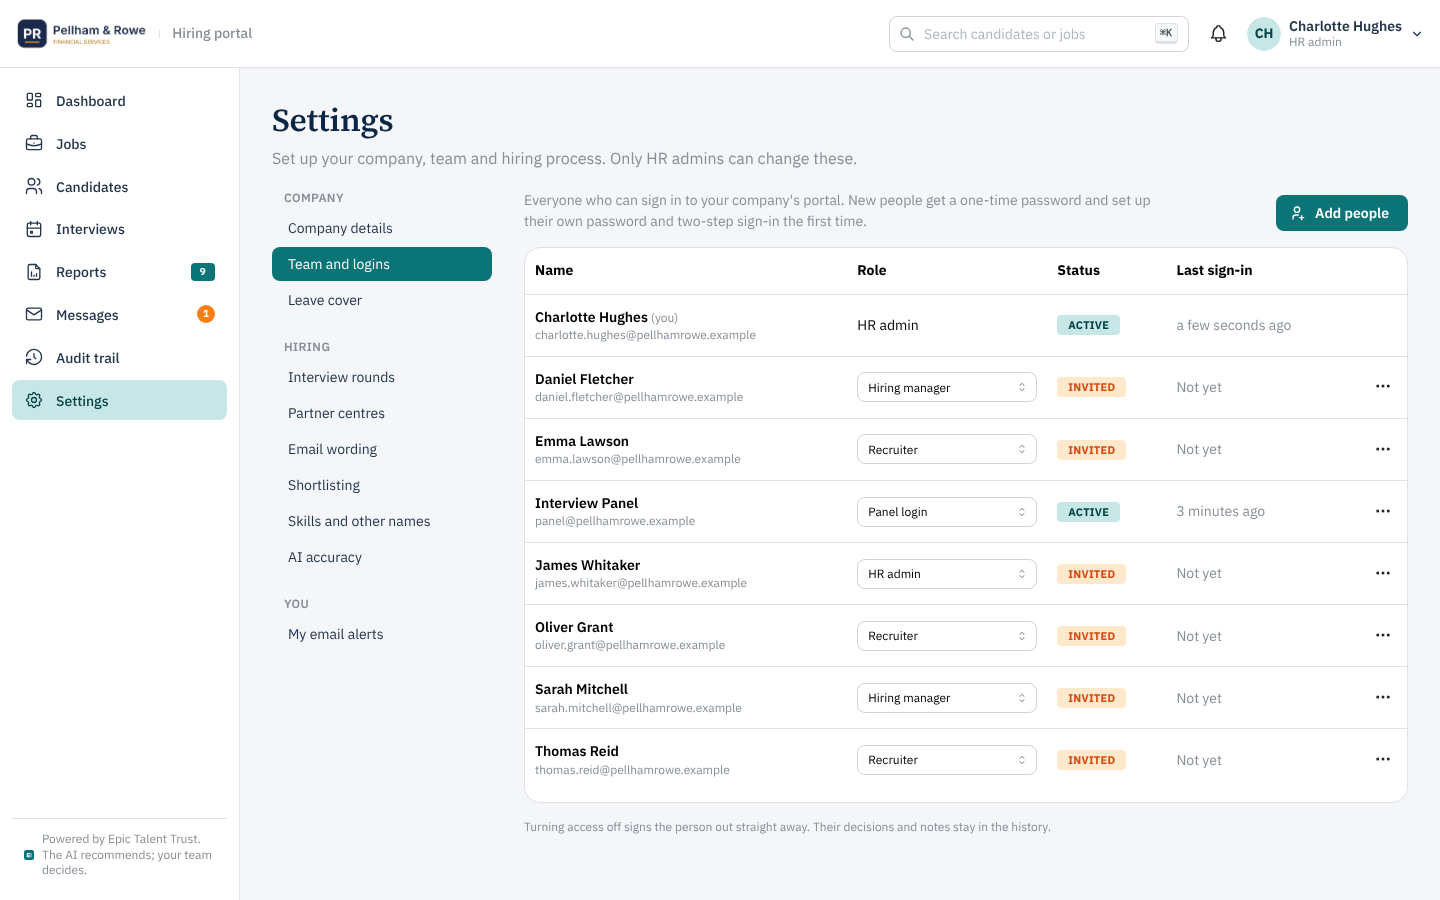 PR Pellham & Rowe
FINANCIAL SERVICES
Hiring portal
Search candidates or jobs
⌘K
CH
Charlotte Hughes
HR admin
Dashboard
Jobs
Candidates
Interviews
Reports 9
Messages 1
Audit trail
Settings
Powered by Epic Talent Trust.
The AI recommends; your team
decides.
Settings
Set up your company, team and hiring process. Only HR admins can change these.
COMPANY
Company details
Team and logins
Leave cover
HIRING
Interview rounds
Partner centres
Email wording
Shortlisting
Skills and other names
AI accuracy
YOU
My email alerts
Everyone who can sign in to your company's portal. New people get a one-time password and set up
their own password and two-step sign-in the first time.
Add people
Name Role Status Last sign-in
Charlotte Hughes (you)
charlotte.hughes@pellhamrowe.example
HR admin ACTIVE a few seconds ago
Daniel Fletcher
daniel.fletcher@pellhamrowe.example
Hiring manager INVITED Not yet
Emma Lawson
emma.lawson@pellhamrowe.example
Recruiter INVITED Not yet
Interview Panel
panel@pellhamrowe.example
Panel login ACTIVE 3 minutes ago
James Whitaker
james.whitaker@pellhamrowe.example
HR admin INVITED Not yet
Oliver Grant
oliver.grant@pellhamrowe.example
Recruiter INVITED Not yet
Sarah Mitchell
sarah.mitchell@pellhamrowe.example
Hiring manager INVITED Not yet
Thomas Reid
thomas.reid@pellhamrowe.example
Recruiter INVITED Not yet
Turning access off signs the person out straight away. Their decisions and notes stay in the history.